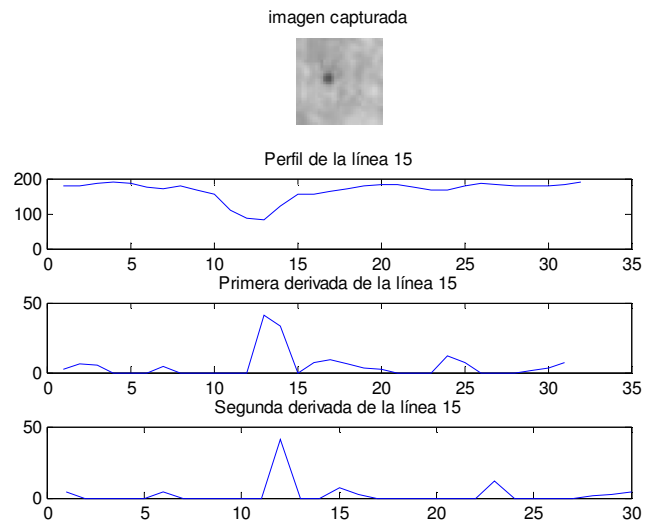 imagen capturada
Perfil de la línea 15
200
100
0
0 5 10 15 20 25 30 35
Primera derivada de la línea 15
50
0
0 5 10 15 20 25 30 35
Segunda derivada de la línea 15
50
0
0 5 10 15 20 25 30